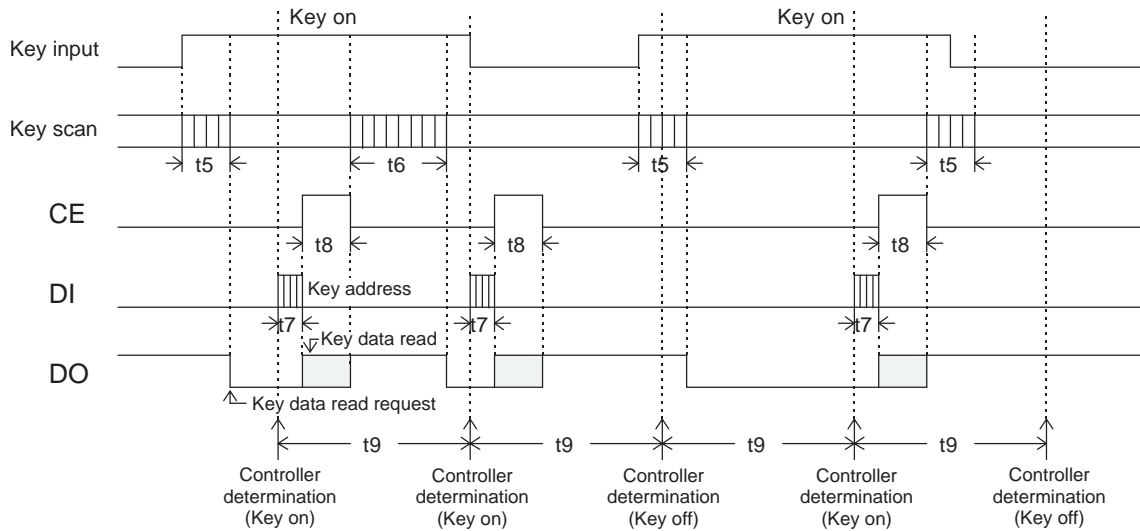 Key on
Key on
Key input
Key scan
t5
t6
t5
t5
CE
t8
t8
t8
DI
Key address
t7
t7
t7
Key data read
DO
Key data read request
t9
t9
t9
t9
Controller
determination
(Key on)
Controller
determination
(Key on)
Controller
determination
(Key off)
Controller
determination
(Key on)
Controller
determination
(Key off)